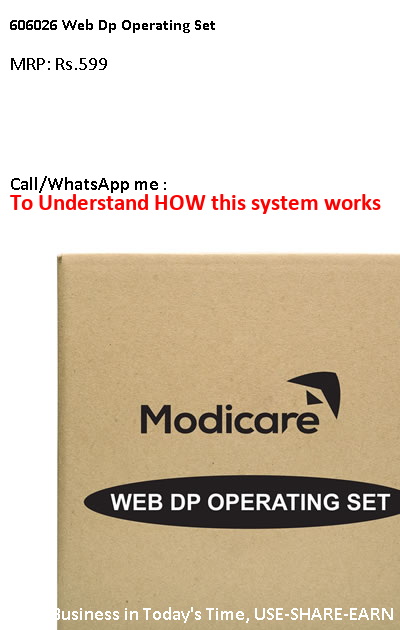 606026 Web Dp Operating Set
MRP: Rs.599
Call/WhatsApp me :
To Understand HOW this system works
Modicare
WEB DP OPERATING SET
Business in Today's Time, USE-SHARE-EARN